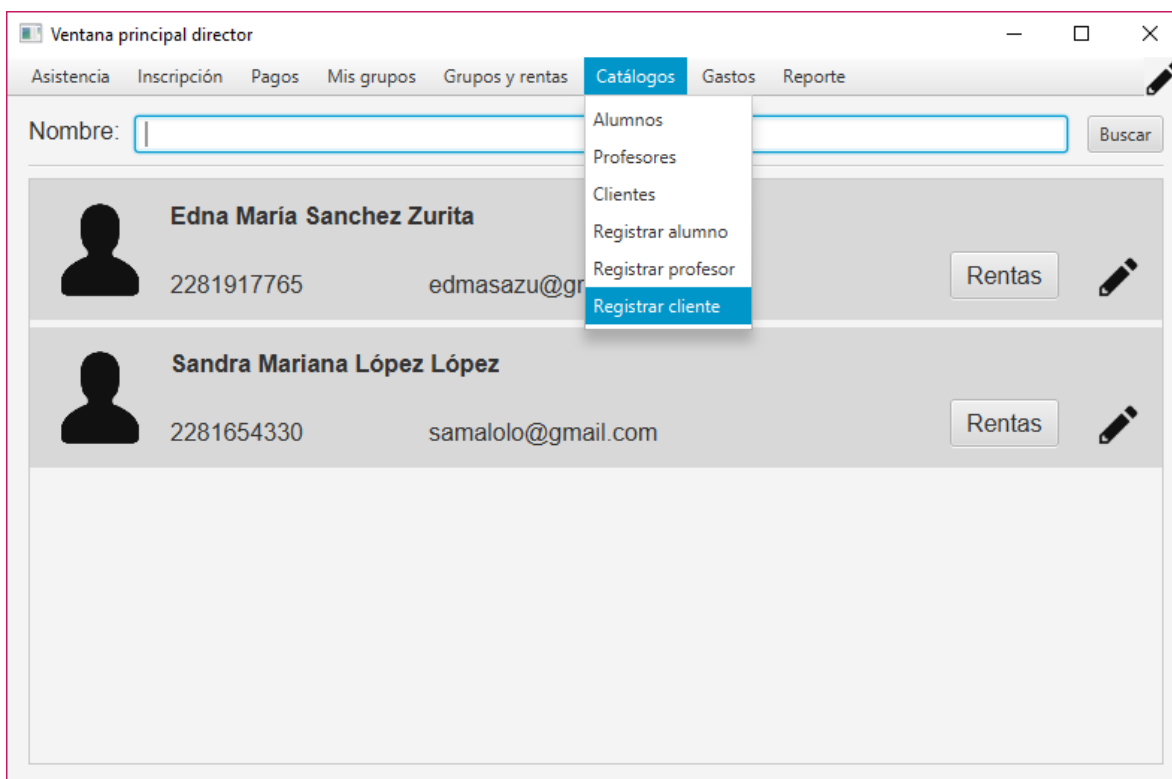 Ventana principal director
Asistencia Inscripción Pagos Mis grupos Grupos y rentas Catálogos Gastos Reporte
Nombre: Buscar
Alumnos
Profesores
Clientes
Registrar alumno
Registrar profesor
Registrar cliente
Edna María Sanchez Zurita
2281917765 edmasazu@gr
Rentas
Sandra Mariana López López
2281654330 samalolo@gmail.com
Rentas